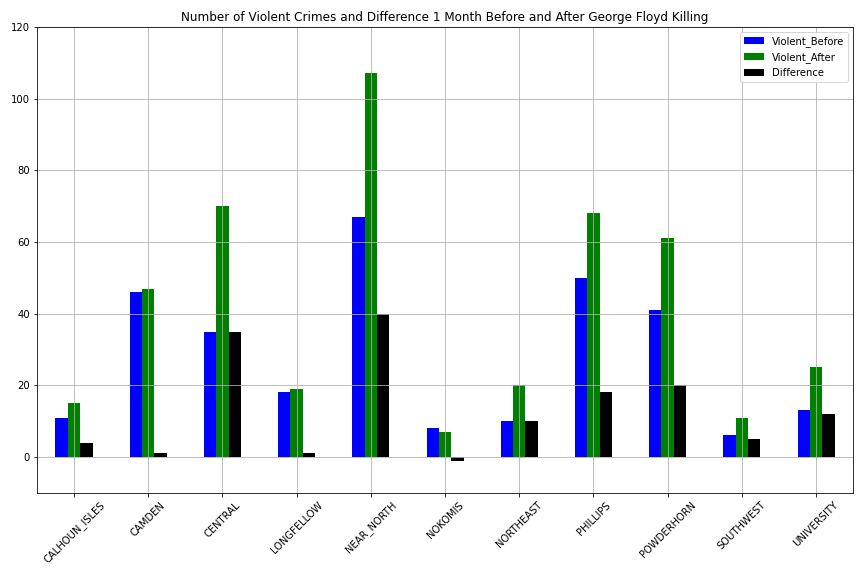 Number of Violent Crimes and Difference 1 Month Before and After George Floyd Killing
Violent_Before
Violent_After
Difference
120
100
80
60
40
20
0
CALHOUN_ISLES
CAMDEN
CENTRAL
LONGFELLOW
NEAR_NORTH
NOKOMIS
NORTHEAST
PHILLIPS
POWDERHORN
SOUTHWEST
UNIVERSITY